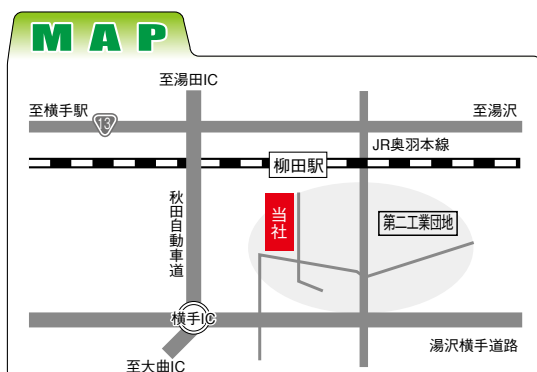 MAP
至湯田IC
至横手駅
13
至湯沢
JR奥羽本線
柳田駅
秋田自動車道
当社
第二工業団地
横手IC
湯沢横手道路
至大曲IC